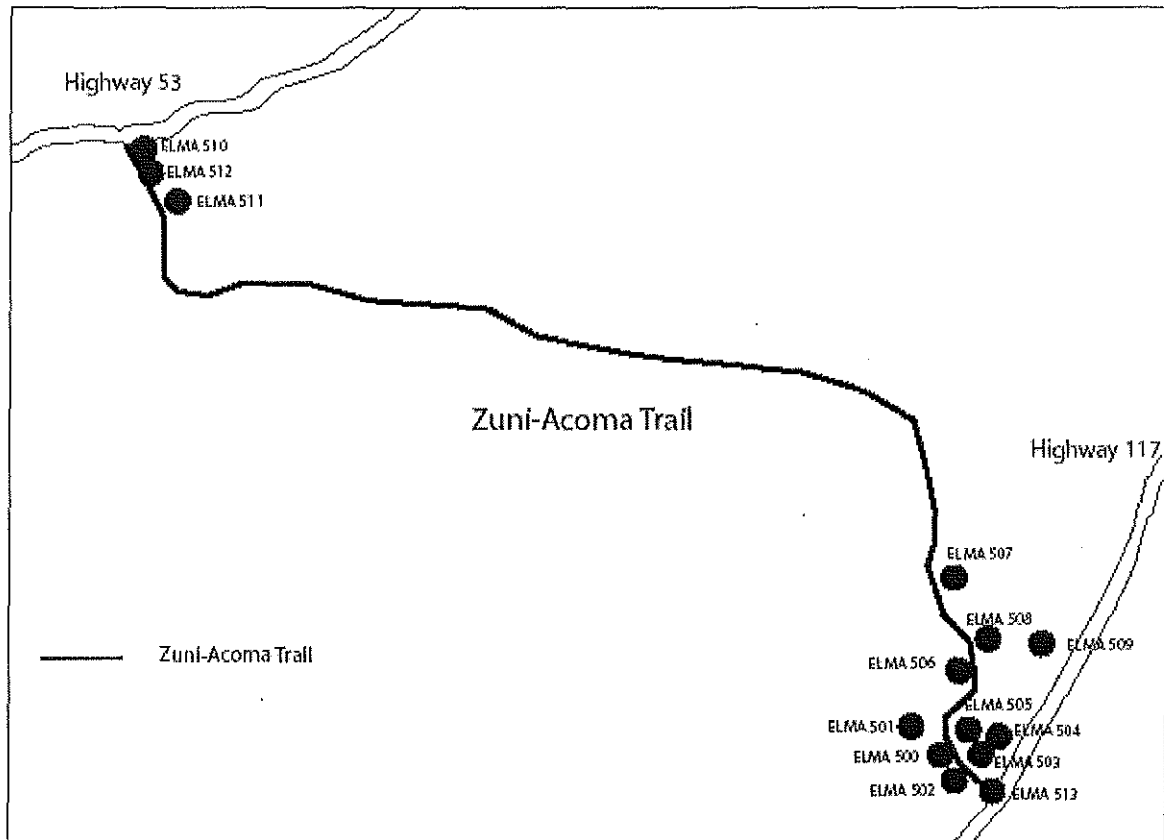 Highway 53
ELMA 510
ELMA 512
ELMA 511
Zuni-Acoma Trail
Highway 117
ELMA 507
ELMA 508
ELMA 509
ELMA 506
Zuni-Acoma Trail
ELMA 505
ELMA 501
ELMA 504
ELMA 500
ELMA 503
ELMA 502
ELMA 513